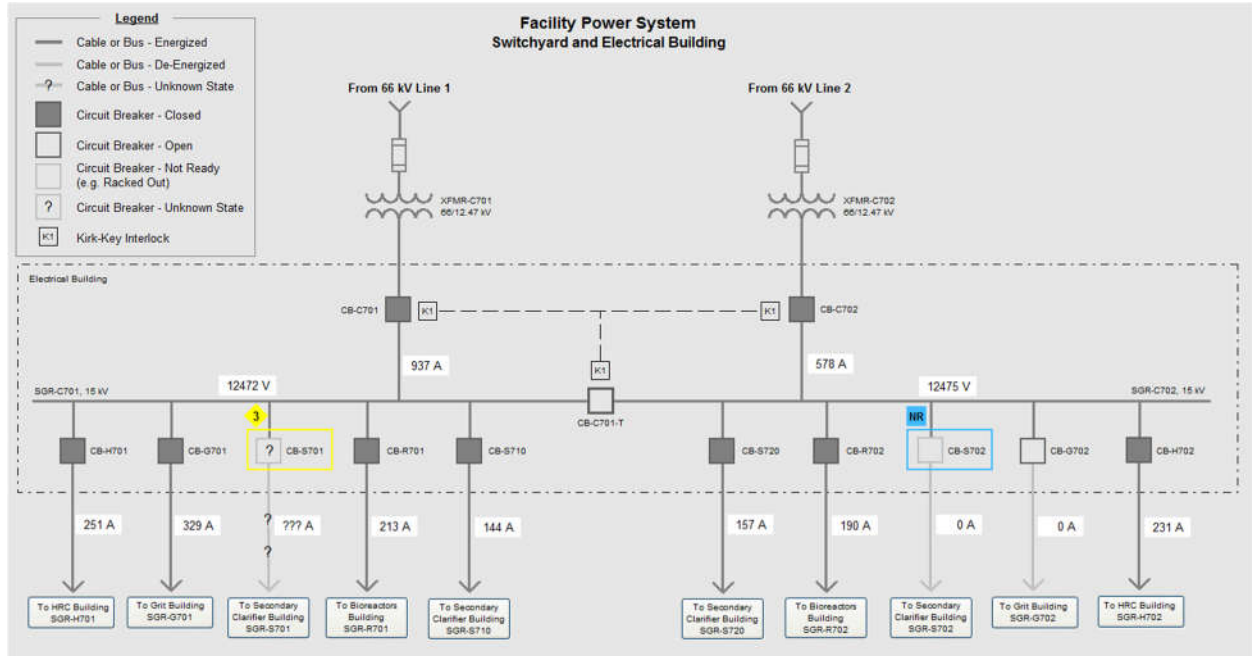 Legend
Cable or Bus - Energized
Cable or Bus - De-Energized
?
Cable or Bus - Unknown State
Circuit Breaker - Closed
Circuit Breaker - Open
Circuit Breaker - Not Ready
(e.g. Racked Out)
?
Circuit Breaker - Unknown State
K1
Kirk-Key Interlock
Facility Power System
Switchyard and Electrical Building
From 66 kV Line 1
From 66 kV Line 2
XFMR-C701
66/12.47 kV
XFMR-C702
66/12.47 kV
Electrical Building
CB-C701
K1
K1
CB-C702
K1
937 A
578 A
SGR-C701, 15 kV
12472 V
12475 V
SGR-C702, 15 kV
CB-C701-T
3
NR
CB-H701
CB-G701
?
CB-S701
CB-R701
CB-S710
CB-S720
CB-R702
CB-S702
CB-G702
CB-H702
251 A
329 A
?
?
??? A
213 A
144 A
157 A
190 A
0 A
0 A
231 A
To HRC Building
SGR-H701
To Grit Building
SGR-G701
To Secondary
Clarifier Building
SGR-S701
To Bioreactors
Building
SGR-R701
To Secondary
Clarifier Building
SGR-S710
To Secondary
Clarifier Building
SGR-S720
To Bioreactors
Building
SGR-R702
To Secondary
Clarifier Building
SGR-S702
To Grit Building
SGR-G702
To HRC Building
SGR-H702